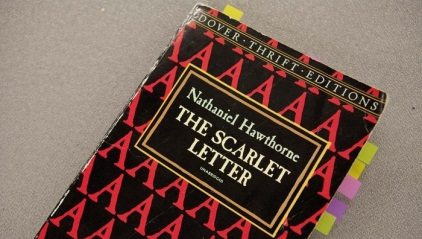 DOVER · THRIFT · EDITIONS
Nathaniel Hawthorne
THE SCARLET
LETTER
UNABRIDGED